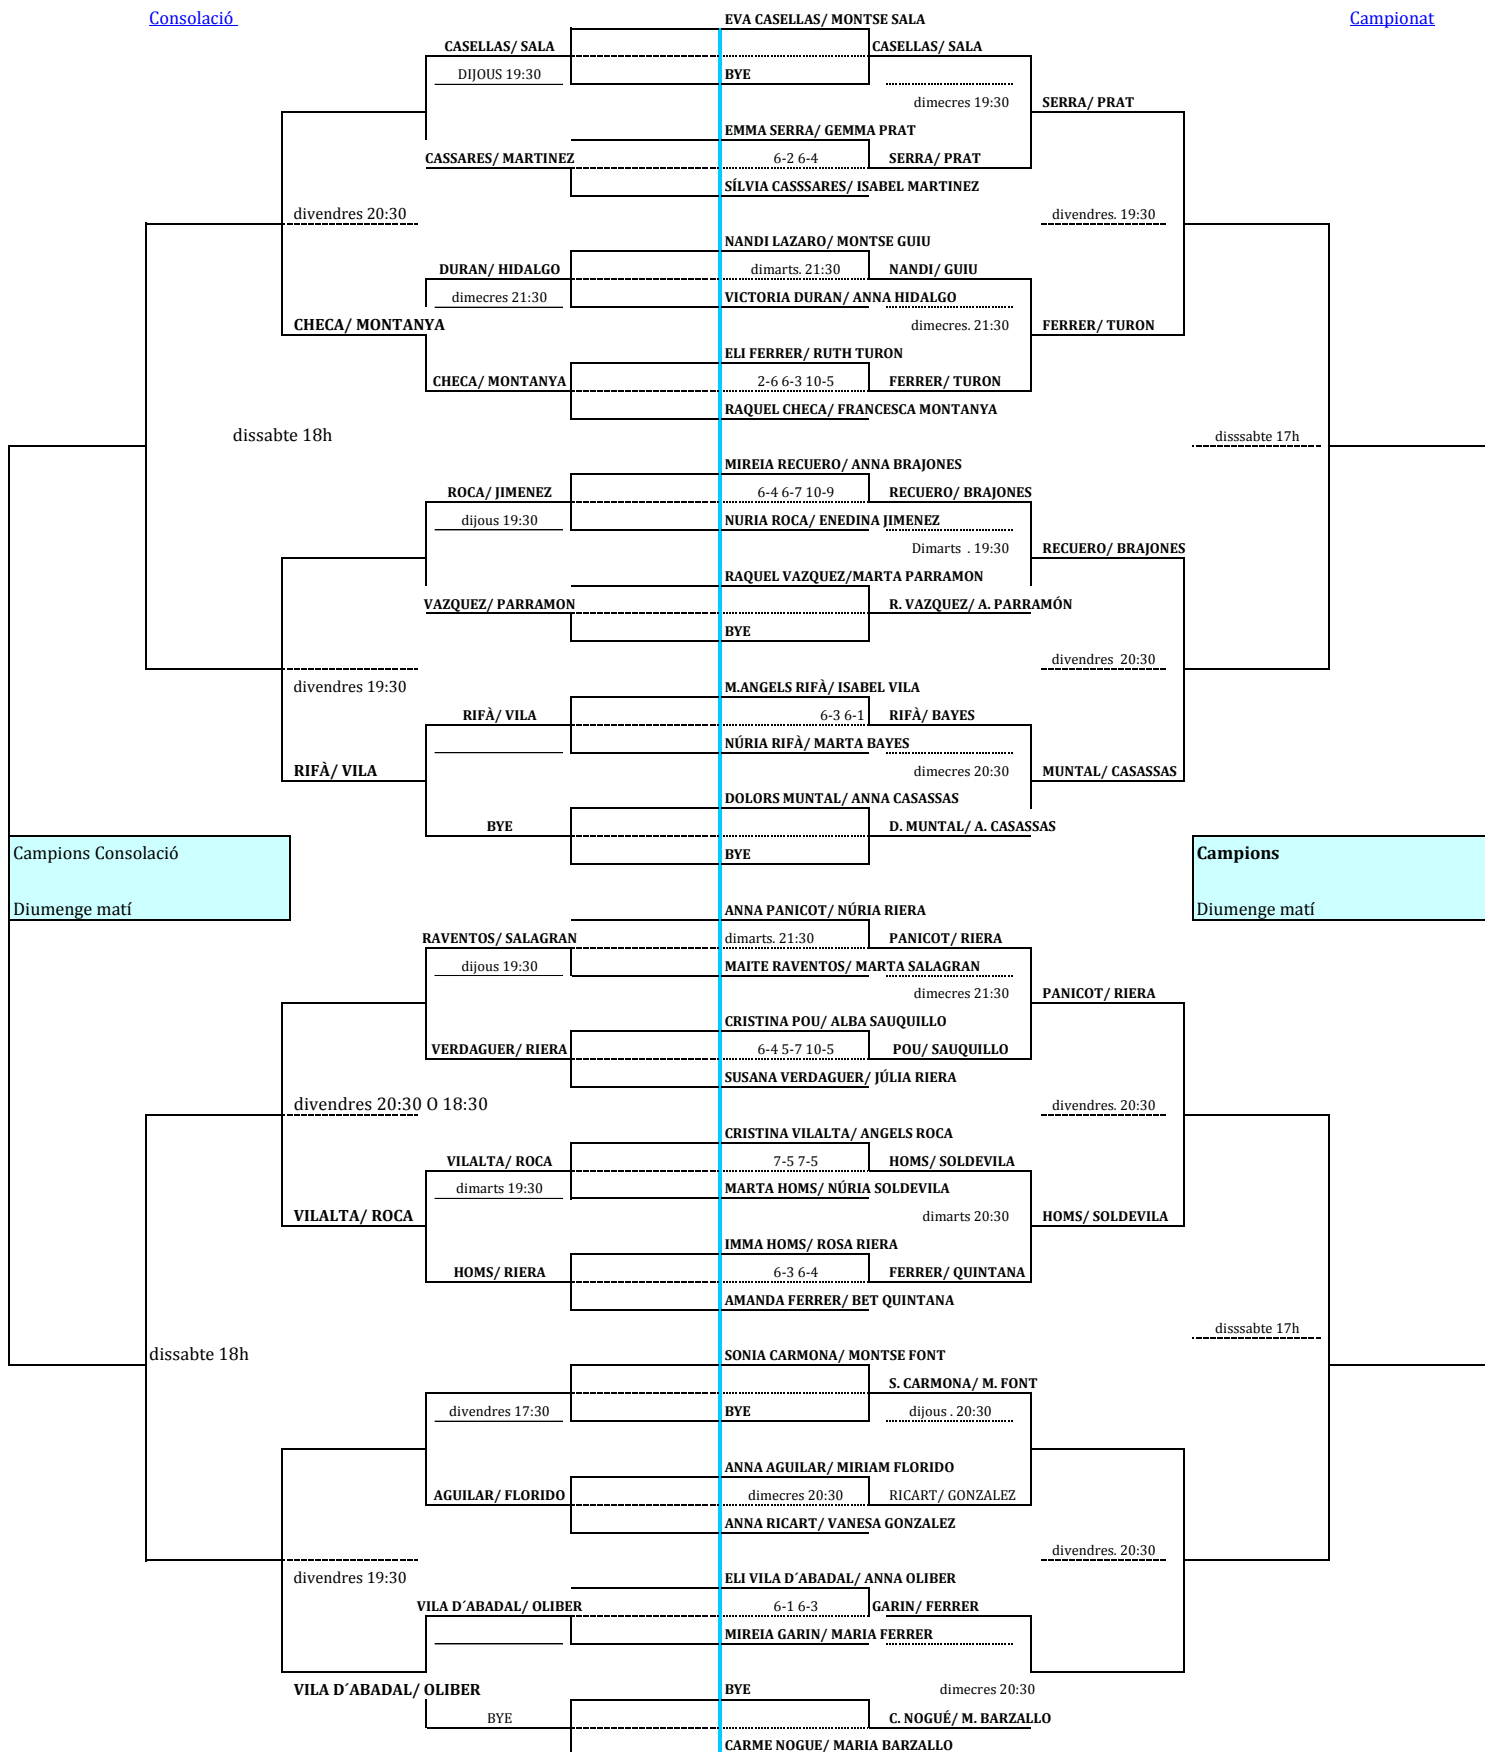 Consolació
EVA CASELLAS/ MONTSE SALA
Campionat
CASELLAS/ SALA
CASELLAS/ SALA
DIJOUS 19:30
BYE
dimecres 19:30
SERRA/ PRAT
EMMA SERRA/ GEMMA PRAT
CASSARES/ MARTINEZ
6-2 6-4
SERRA/ PRAT
SÍLVIA CASSSARES/ ISABEL MARTINEZ
divendres 20:30
divendres. 19:30
NANDI LAZARO/ MONTSE GUIU
DURAN/ HIDALGO
dimarts. 21:30
NANDI/ GUIU
dimecres 21:30
VICTORIA DURAN/ ANNA HIDALGO
CHECA/ MONTANYA
dimecres. 21:30
FERRER/ TURON
ELI FERRER/ RUTH TURON
CHECA/ MONTANYA
2-6 6-3 10-5
FERRER/ TURON
RAQUEL CHECA/ FRANCESCA MONTANYA
dissabte 18h
disssabte 17h
MIREIA RECUERO/ ANNA BRAJONES
ROCA/ JIMENEZ
6-4 6-7 10-9
RECUERO/ BRAJONES
dijous 19:30
NURIA ROCA/ ENEDINA JIMENEZ
Dimarts . 19:30
RECUERO/ BRAJONES
RAQUEL VAZQUEZ/MARTA PARRAMON
VAZQUEZ/ PARRAMON
R. VAZQUEZ/ A. PARRAMÓN
BYE
divendres 20:30
divendres 19:30
M.ANGELS RIFÀ/ ISABEL VILA
RIFÀ/ VILA
6-3 6-1
RIFÀ/ BAYES
NÚRIA RIFÀ/ MARTA BAYES
RIFÀ/ VILA
dimecres 20:30
MUNTAL/ CASASSAS
DOLORS MUNTAL/ ANNA CASASSAS
BYE
D. MUNTAL/ A. CASASSAS
Campions Consolació
BYE
Campions
Diumenge matí
ANNA PANICOT/ NÚRIA RIERA
Diumenge matí
RAVENTOS/ SALAGRAN
dimarts. 21:30
PANICOT/ RIERA
dijous 19:30
MAITE RAVENTOS/ MARTA SALAGRAN
dimecres 21:30
PANICOT/ RIERA
CRISTINA POU/ ALBA SAUQUILLO
VERDAGUER/ RIERA
6-4 5-7 10-5
POU/ SAUQUILLO
SUSANA VERDAGUER/ JÚLIA RIERA
divendres 20:30 O 18:30
divendres. 20:30
CRISTINA VILALTA/ ANGELS ROCA
VILALTA/ ROCA
7-5 7-5
HOMS/ SOLDEVILA
dimarts 19:30
MARTA HOMS/ NÚRIA SOLDEVILA
VILALTA/ ROCA
dimarts 20:30
HOMS/ SOLDEVILA
IMMA HOMS/ ROSA RIERA
HOMS/ RIERA
6-3 6-4
FERRER/ QUINTANA
AMANDA FERRER/ BET QUINTANA
disssabte 17h
dissabte 18h
SONIA CARMONA/ MONTSE FONT
S. CARMONA/ M. FONT
divendres 17:30
BYE
dijous . 20:30
ANNA AGUILAR/ MIRIAM FLORIDO
AGUILAR/ FLORIDO
dimecres 20:30
RICART/ GONZALEZ
ANNA RICART/ VANESA GONZALEZ
divendres. 20:30
divendres 19:30
ELI VILA D´ABADAL/ ANNA OLIBER
VILA D´ABADAL/ OLIBER
6-1 6-3
GARIN/ FERRER
MIREIA GARIN/ MARIA FERRER
VILA D´ABADAL/ OLIBER
BYE
dimecres 20:30
BYE
C. NOGUÉ/ M. BARZALLO
CARME NOGUE/ MARIA BARZALLO